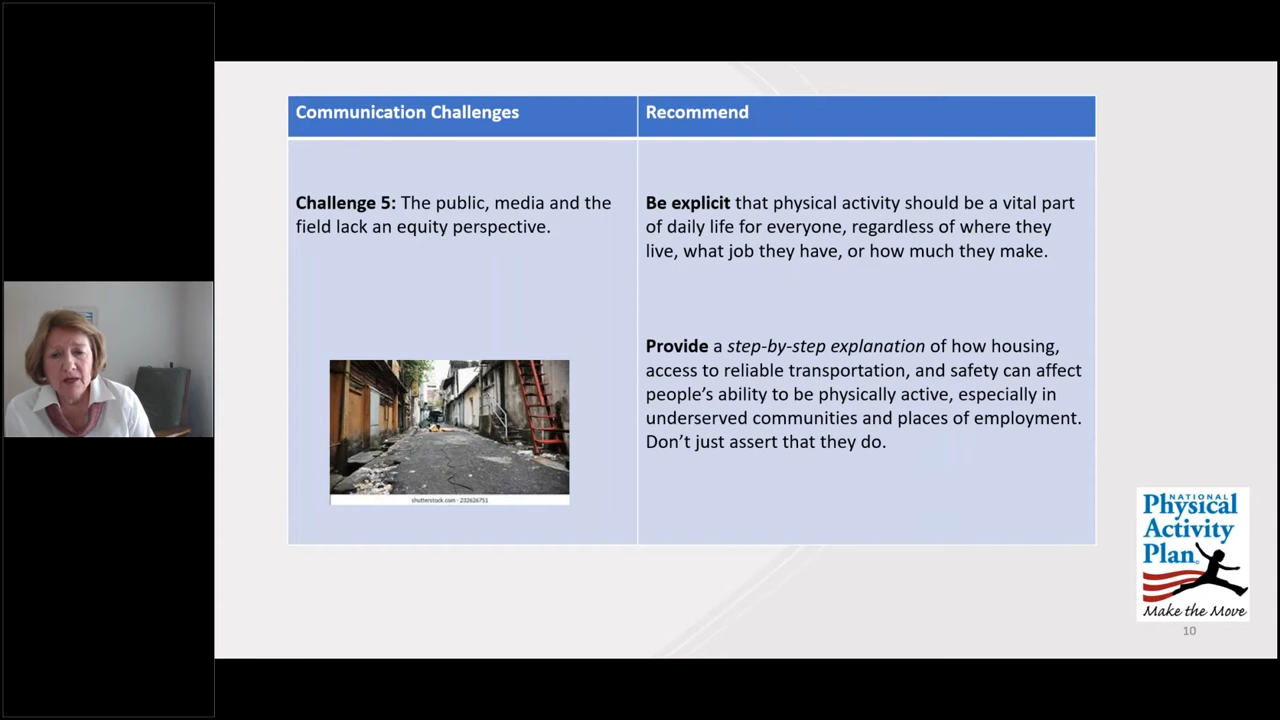 Communication Challenges
Recommend
Challenge 5: The public, media and the
field lack an equity perspective.
Be explicit that physical activity should be a vital part
of daily life for everyone, regardless of where they
live, what job they have, or how much they make.
Provide a step-by-step explanation of how housing,
access to reliable transportation, and safety can affect
people’s ability to be physically active, especially in
underserved communities and places of employment.
Don’t just assert that they do.
shutterstock.com · 232626751
NATIONAL
Physical
Activity
Plan
Make the Move
10